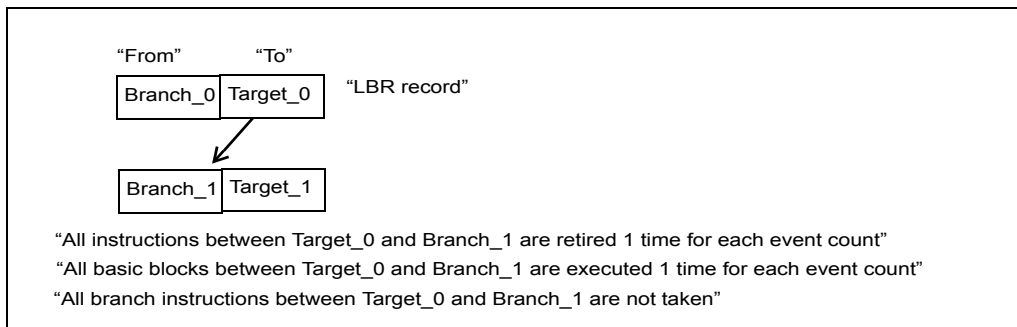 “From” “To”
Branch_0 Target_0 “LBR record”
Branch_1 Target_1
“All instructions between Target_0 and Branch_1 are retired 1 time for each event count”
“All basic blocks between Target_0 and Branch_1 are executed 1 time for each event count”
“All branch instructions between Target_0 and Branch_1 are not taken”